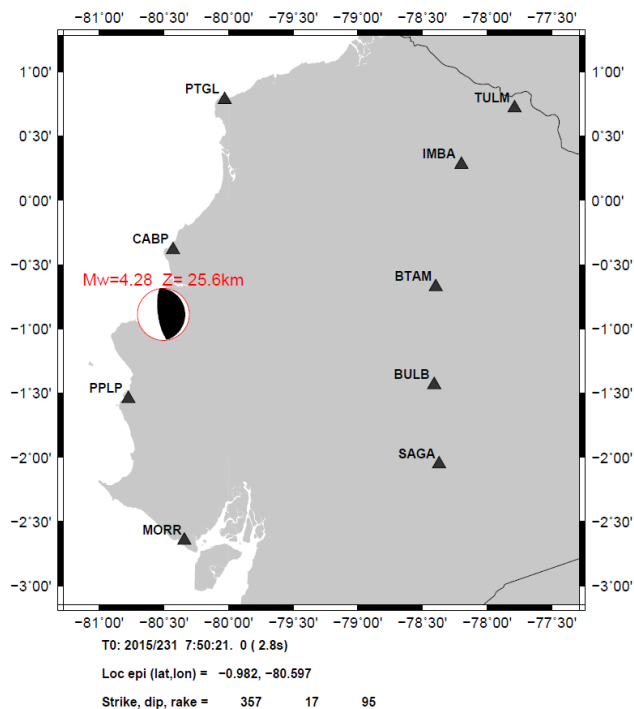 −81˚00' −80˚30' −80˚00' −79˚30' −79˚00' −78˚30' −78˚00' −77˚30'
1˚00' 1˚00'
PTGL
TULM
0˚30' 0˚30'
IMBA
0˚00' 0˚00'
CABP
−0˚30' −0˚30'
Mw=4.28 Z= 25.6km
BTAM
−1˚00' −1˚00'
BULB
PPLP
−1˚30' −1˚30'
SAGA
−2˚00' −2˚00'
MORR
−2˚30' −2˚30'
−3˚00' −3˚00'
−81˚00' −80˚30' −80˚00' −79˚30' −79˚00' −78˚30' −78˚00' −77˚30'
T0: 2015/231 7:50:21. 0 ( 2.8s)
Loc epi (lat,lon) = −0.982, −80.597
Strike, dip, rake = 357 17 95